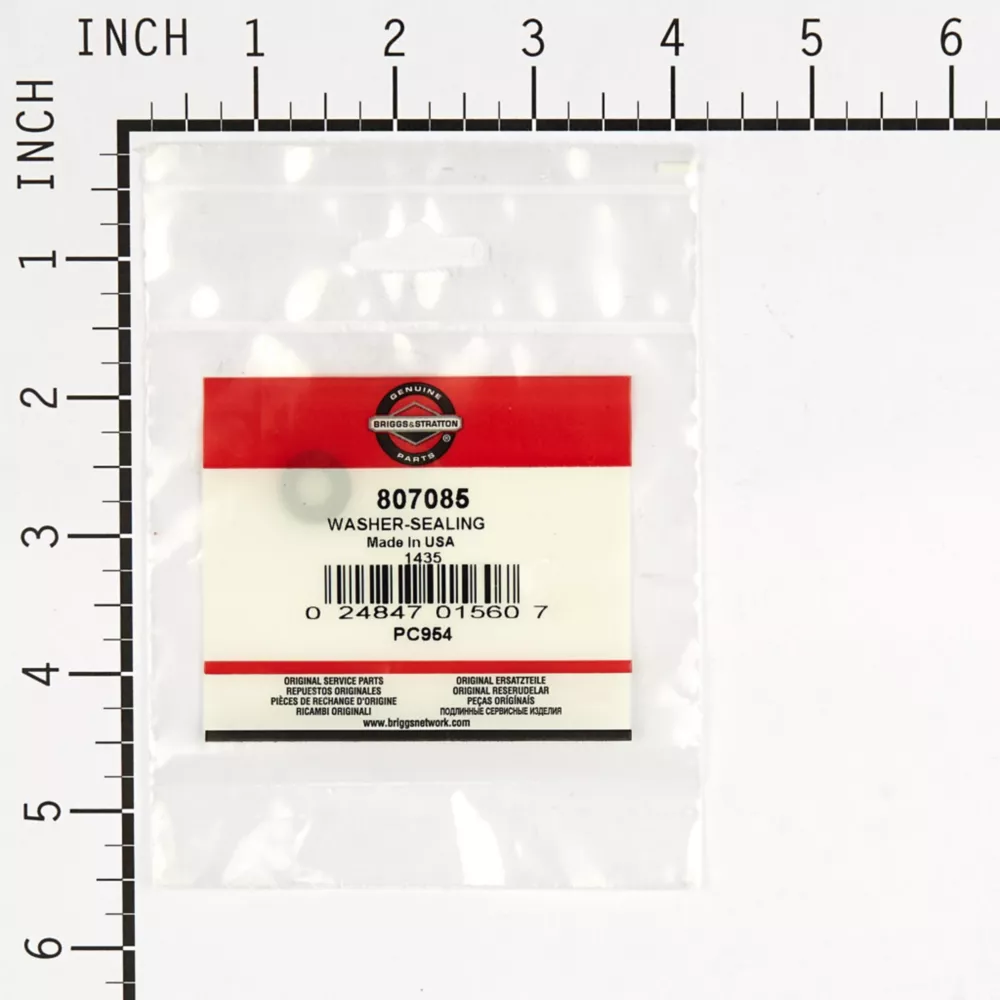 INCH 1 2 3 4 5 6
INCH
1
2
3
4
5
6
GENUINE
BRIGGS&STRATTON
®
PARTS
807085
WASHER-SEALING
Made In USA
1435
0 24847 01560 7
PC954
ORIGINAL SERVICE PARTS
REPUESTOS ORIGINALES
PIÈCES DE RECHANGE D'ORIGINE
RICAMBI ORIGINALI
ORIGINAL ERSATZTEILE
ORIGINAL RESERUDELAR
PEÇAS ORIGINAIS
ПОДЛИННЫЕ СЕРВИСНЫЕ ИЗДЕЛИЯ
www.briggsnetwork.com